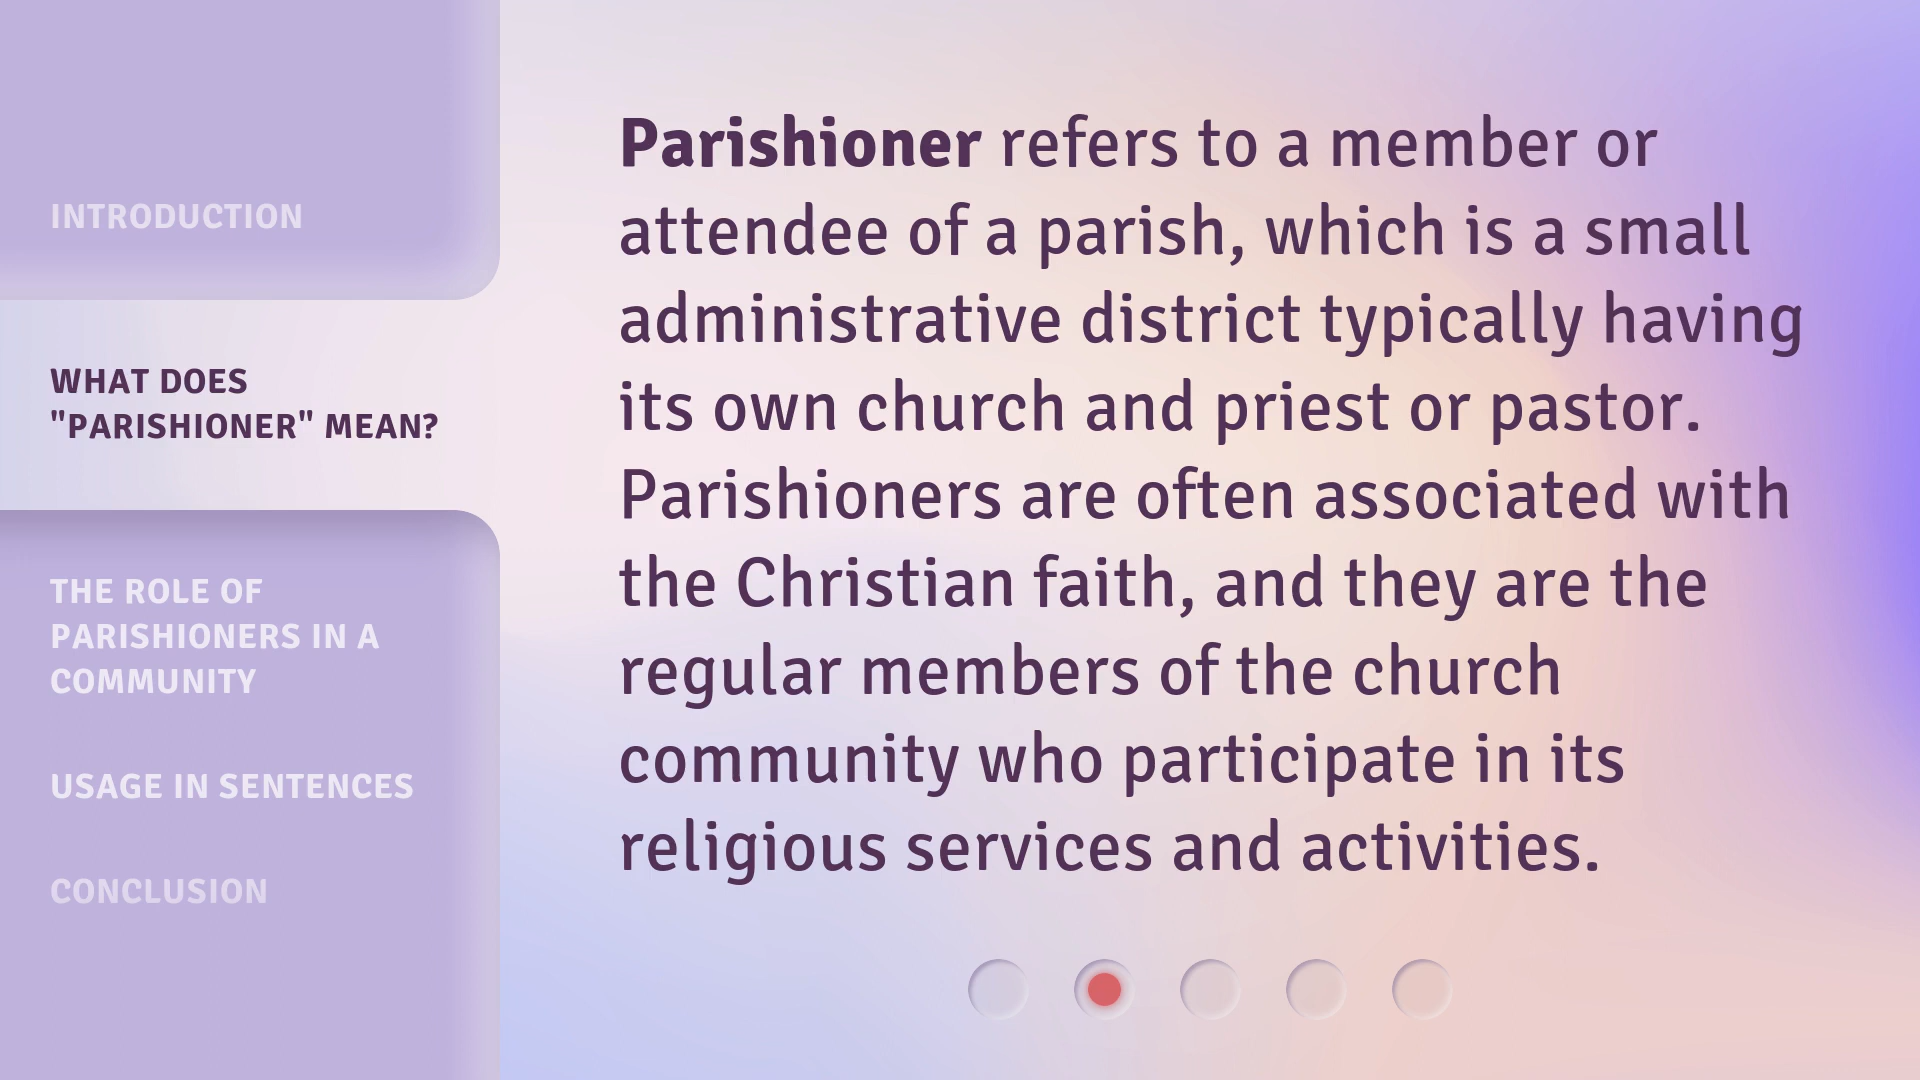 INTRODUCTION
WHAT DOES
"PARISHIONER" MEAN?
THE ROLE OF
PARISHIONERS IN A
COMMUNITY
USAGE IN SENTENCES
CONCLUSION
Parishioner refers to a member or
attendee of a parish, which is a small
administrative district typically having
its own church and priest or pastor.
Parishioners are often associated with
the Christian faith, and they are the
regular members of the church
community who participate in its
religious services and activities.